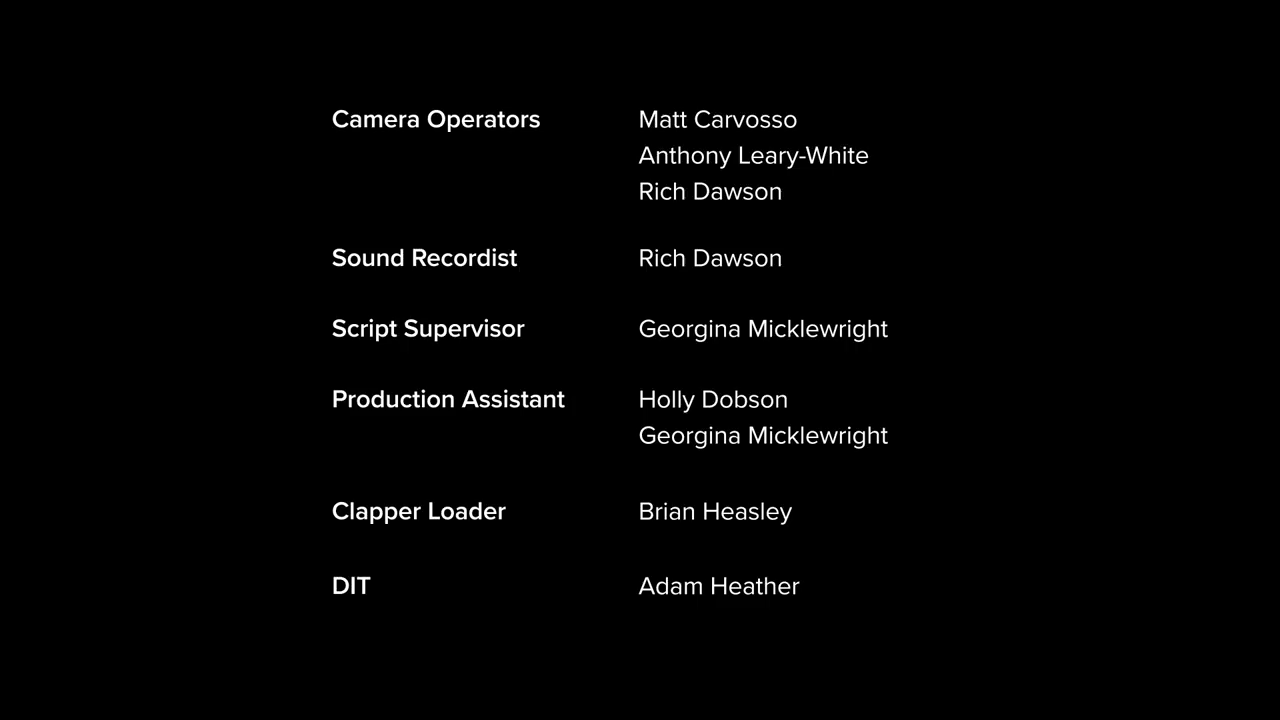 Camera Operators Matt Carvosso
Anthony Leary-White
Rich Dawson
Sound Recordist Rich Dawson
Script Supervisor Georgina Micklewright
Production Assistant Holly Dobson
Georgina Micklewright
Clapper Loader Brian Heasley
DIT Adam Heather